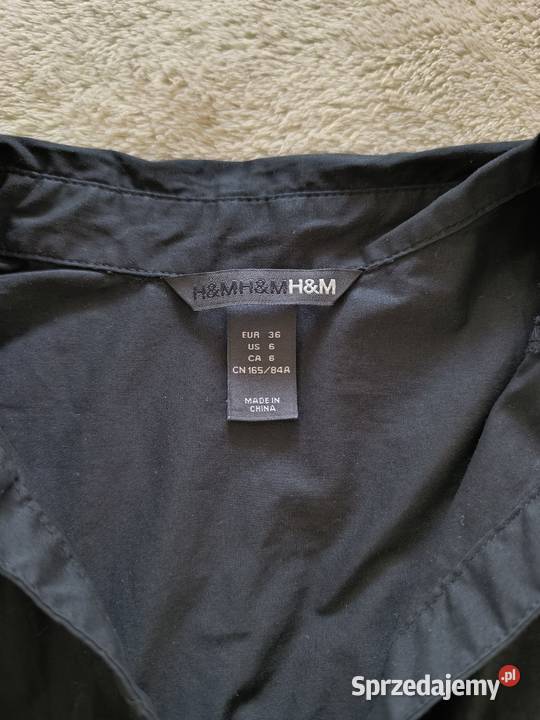 H&MH&MH&M
EUR 36
US 6
CA 6
CN 165/84A
MADE IN
CHINA
Sprzedajemy.pl